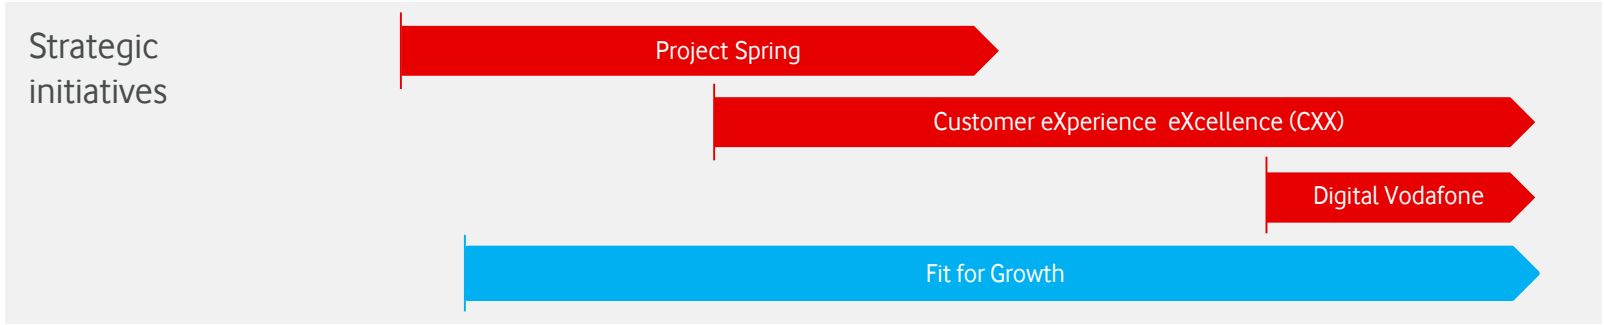 Strategic
initiatives
Project Spring
Customer eXperience  eXcellence (CXX)
Digital Vodafone
Fit for Growth